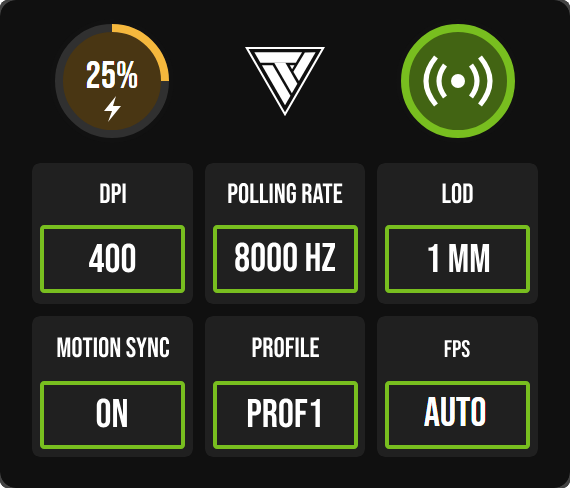 25%
DPI
POLLING RATE
LOD
400
8000 HZ
1 MM
MOTION SYNC
PROFILE
FPS
ON
PROF1
AUTO